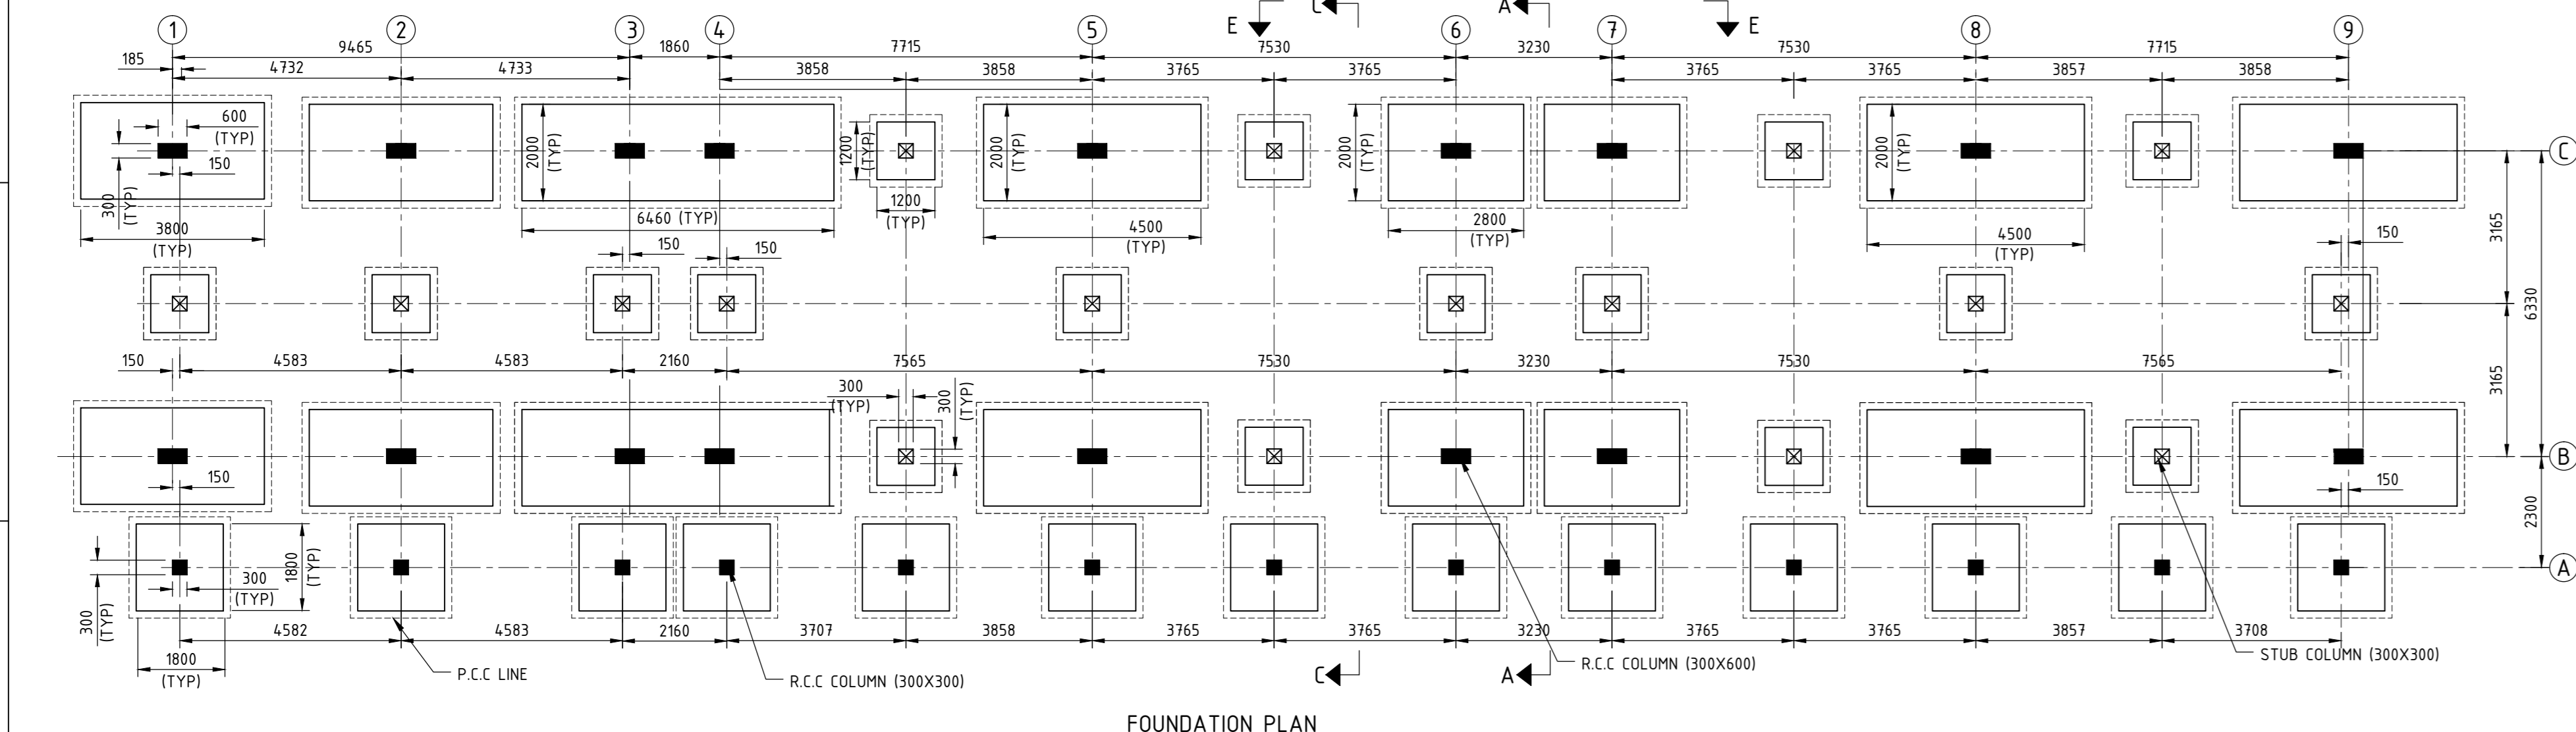 E
C
A
E
1
2
3
4
5
6
7
8
9
9465
1860
7715
7530
3230
7530
7715
185
4732
4733
3858
3858
3765
3765
3765
3765
3857
3858
600
(TYP)
150
300
(TYP)
3800
(TYP)
2000
(TYP)
6460 (TYP)
1200
(TYP)
1200
(TYP)
2000
(TYP)
4500
(TYP)
2000
(TYP)
2800
(TYP)
2000
(TYP)
4500
(TYP)
C
150
150
150
3165
6330
3165
150
4583
4583
2160
7565
7530
3230
7530
7565
300
(TYP)
300
(TYP)
B
150
150
2300
1800
(TYP)
300
(TYP)
300
(TYP)
A
4582
4583
2160
3707
3858
3765
3765
3230
3765
3765
3857
3708
1800
(TYP)
P.C.C LINE
R.C.C COLUMN (300X300)
C
A
R.C.C COLUMN (300X600)
STUB COLUMN (300X300)
FOUNDATION PLAN